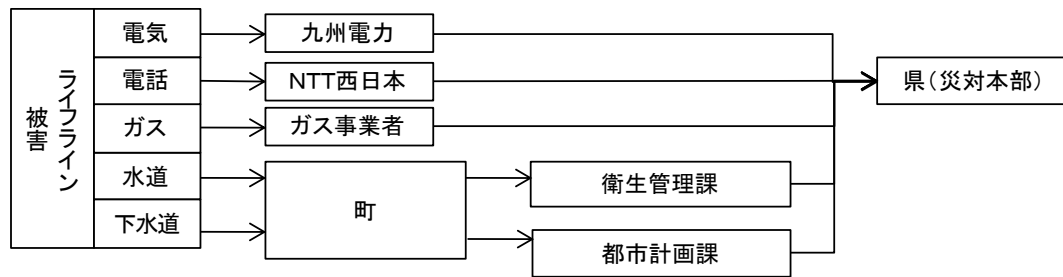 ライフライン
被害
電気
電話
ガス
水道
下水道
九州電力
NTT西日本
ガス事業者
町
衛生管理課
都市計画課
県(災対本部)